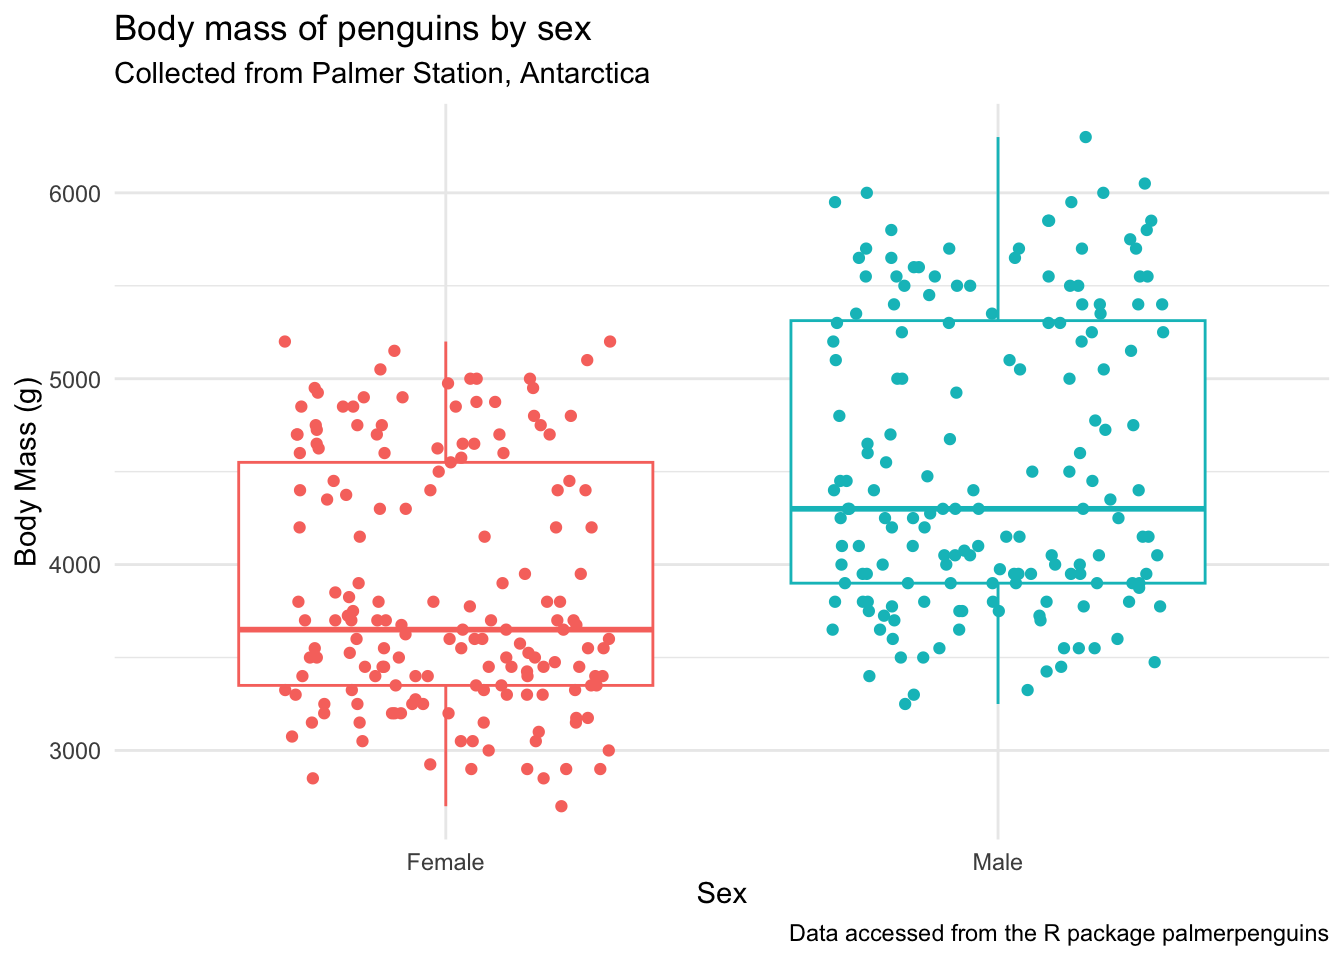 Body mass of penguins by sex
Collected from Palmer Station, Antarctica
Body Mass (g)
6000
5000
4000
3000
Female Male
Sex
Data accessed from the R package palmerpenguins